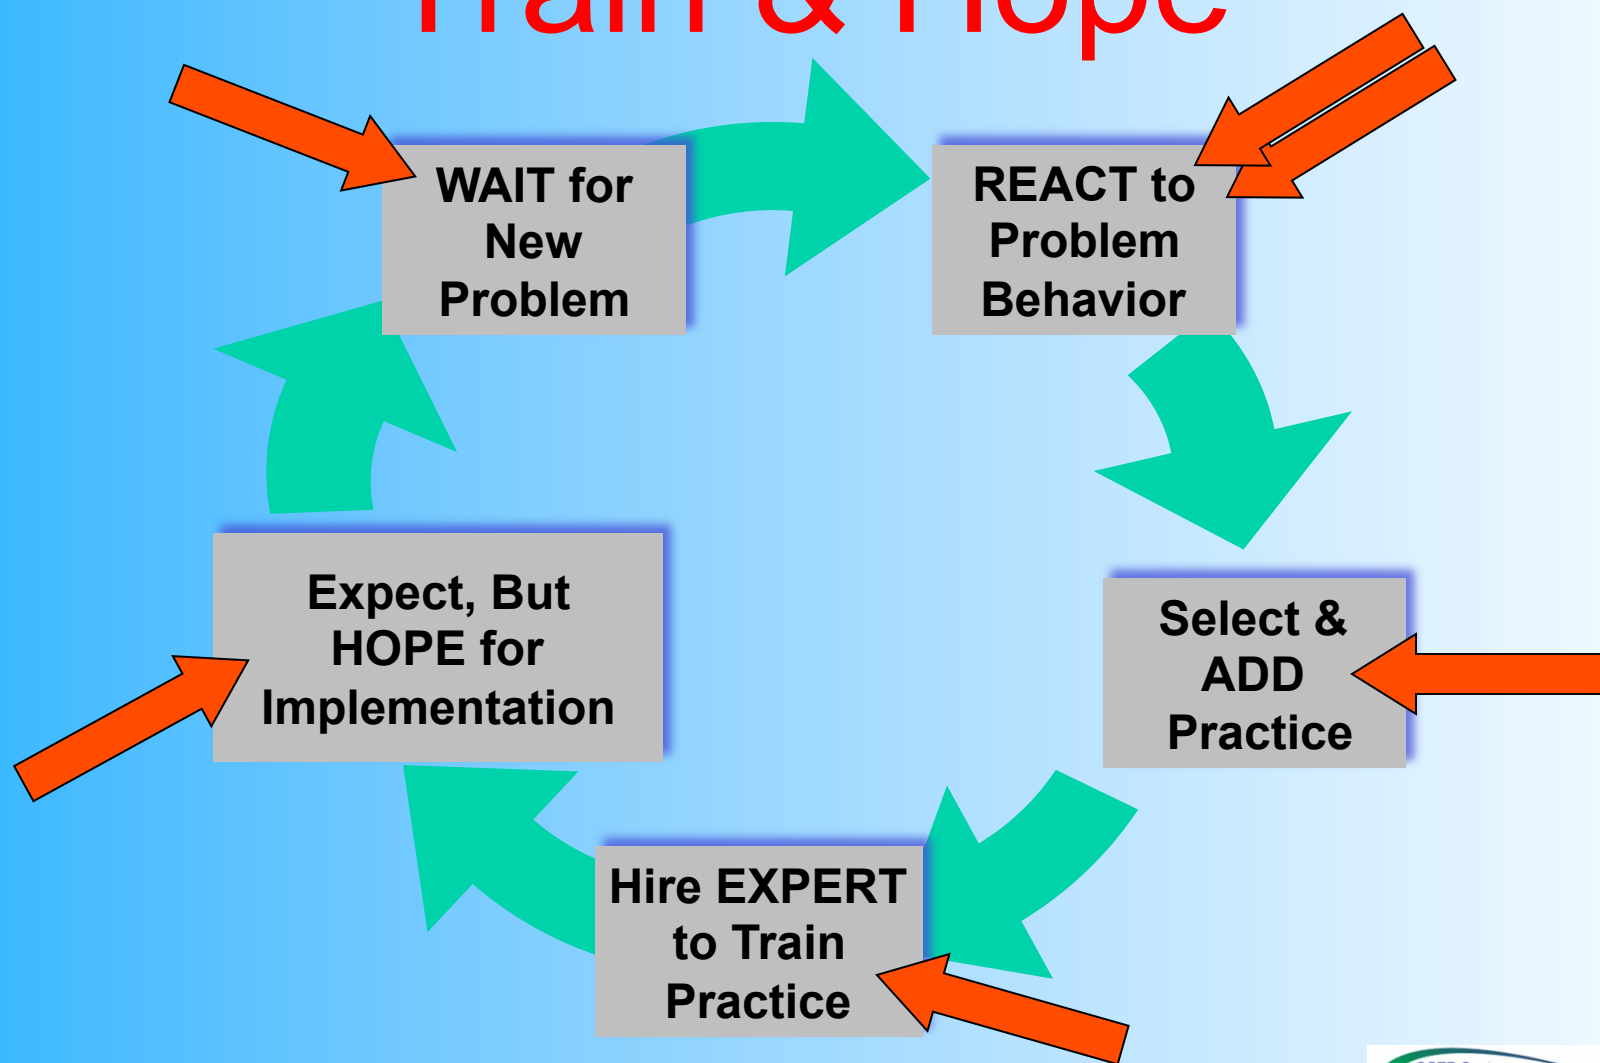 Train & Hope
WAIT for
New
Problem
REACT to
Problem
Behavior
Select &
ADD
Practice
Hire EXPERT
to Train
Practice
Expect, But
HOPE for
Implementation